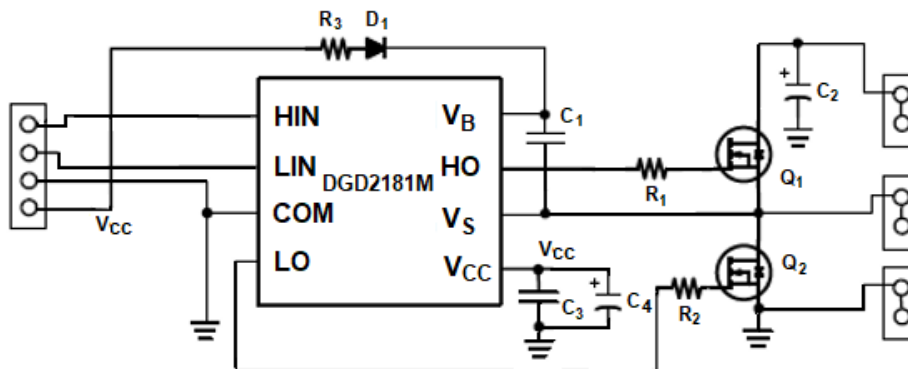 R3 D1
HIN VB C1 + C2
LIN DGD2181M HO R1 Q1
COM VS
VCC
LO VCC VCC Q2
C3 + C4 R2